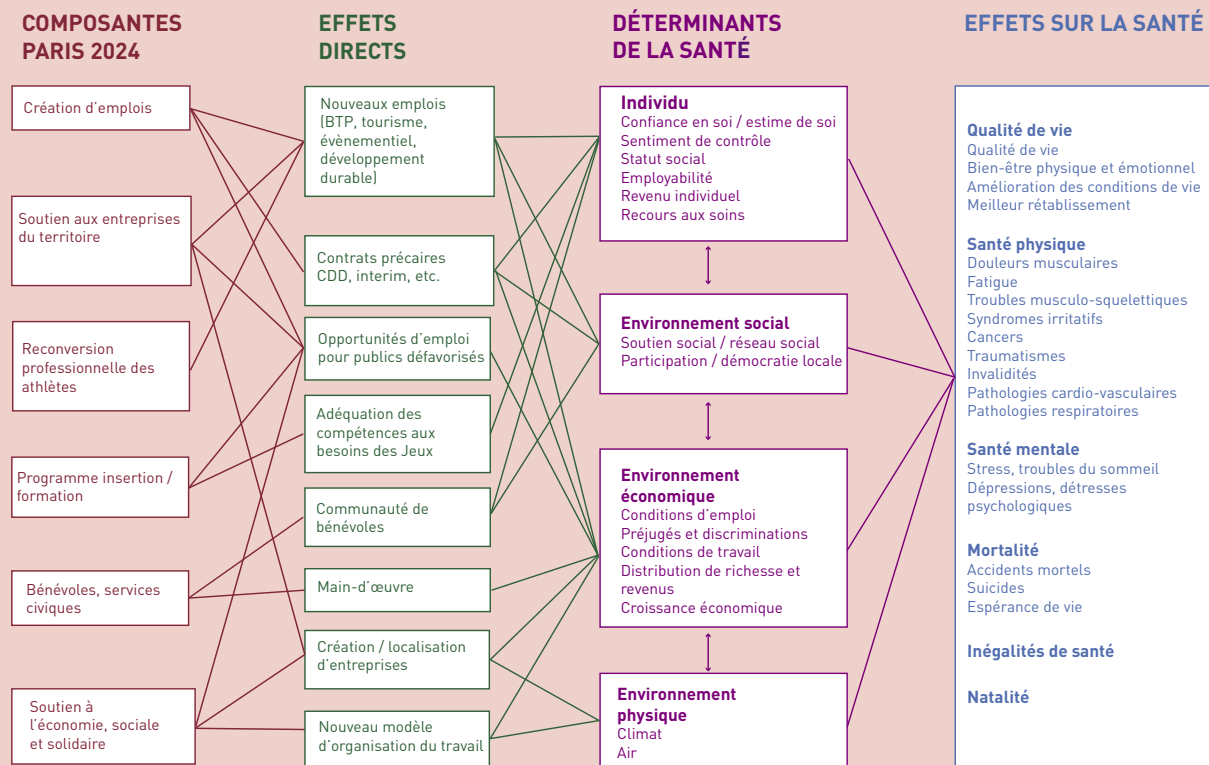 COMPOSANTES
PARIS 2024
Création d'emplois
Soutien aux entreprises
du territoire
Reconversion
professionnelle des
athlètes
Programme insertion /
formation
Bénévoles, services
civiques
Soutien à
l'économie, sociale
et solidaire
EFFETS
DIRECTS
Nouveaux emplois
(BTP, tourisme,
évènementiel,
développement
durable)
Contrats précaires
CDD, interim, etc.
Opportunités d'emploi
pour publics défavorisés
Adéquation des
compétences aux
besoins des Jeux
Communauté de
bénévoles
Main-d'œuvre
Création / localisation
d'entreprises
Nouveau modèle
d'organisation du travail
DÉTERMINANTS
DE LA SANTÉ
Individu
Confiance en soi / estime de soi
Sentiment de contrôle
Statut social
Employabilité
Revenu individuel
Recours aux soins
Environnement social
Soutien social / réseau social
Participation / démocratie locale
Environnement
économique
Conditions d'emploi
Préjugés et discriminations
Conditions de travail
Distribution de richesse et
revenus
Croissance économique
Environnement
physique
Climat
Air
EFFETS SUR LA SANTÉ
Qualité de vie
Qualité de vie
Bien-être physique et émotionnel
Amélioration des conditions de vie
Meilleur rétablissement
Santé physique
Douleurs musculaires
Fatigue
Troubles musculo-squelettiques
Syndromes irritatifs
Cancers
Traumatismes
Invalidités
Pathologies cardio-vasculaires
Pathologies respiratoires
Santé mentale
Stress, troubles du sommeil
Dépressions, détresses
psychologiques
Mortalité
Accidents mortels
Suicides
Espérance de vie
Inégalités de santé
Natalité